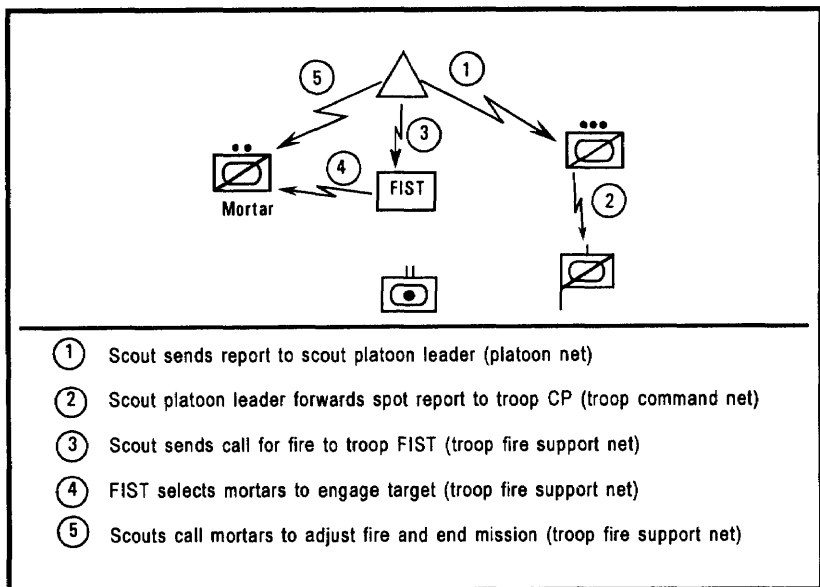 5
1
3
4
FIST
2
Mortar
1 Scout sends report to scout platoon leader (platoon net)
2 Scout platoon leader forwards spot report to troop CP (troop command net)
3 Scout sends call for fire to troop FIST (troop fire support net)
4 FIST selects mortars to engage target (troop fire support net)
5 Scouts call mortars to adjust fire and end mission (troop fire support net)